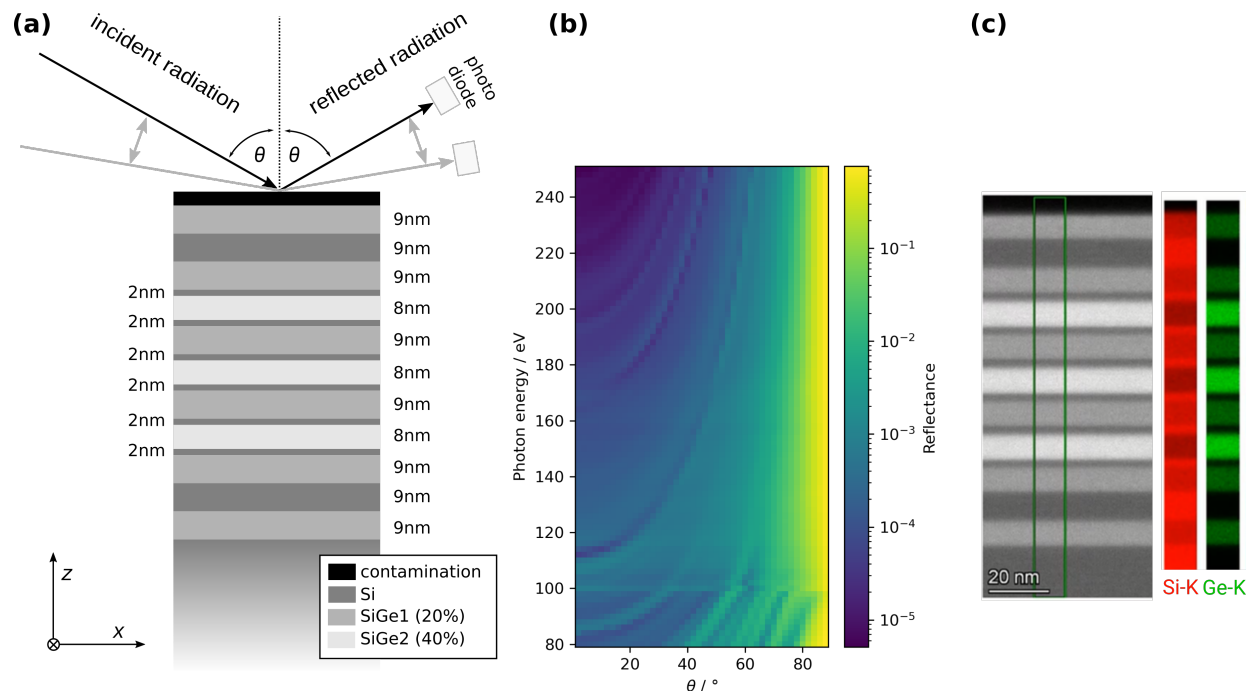 (a)
incident radiation
reflected radiation
photo
diode
θ
θ
9nm
9nm
9nm
2nm
8nm
2nm
9nm
2nm
8nm
2nm
9nm
2nm
8nm
2nm
9nm
9nm
9nm
z
x
contamination
Si
SiGe1 (20%)
SiGe2 (40%)
(b)
Photon energy / eV
240
220
200
180
160
140
120
100
80
20
40
60
80
θ / °
10⁻¹
10⁻²
10⁻³
10⁻⁴
10⁻⁵
Reflectance
(c)
20 nm
Si-K
Ge-K